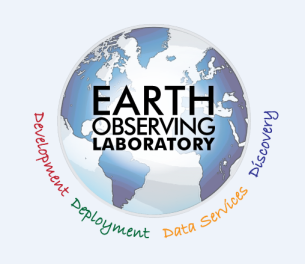 EARTH
OBSERVING
LABORATORY
Development Deployment Data Services Discovery